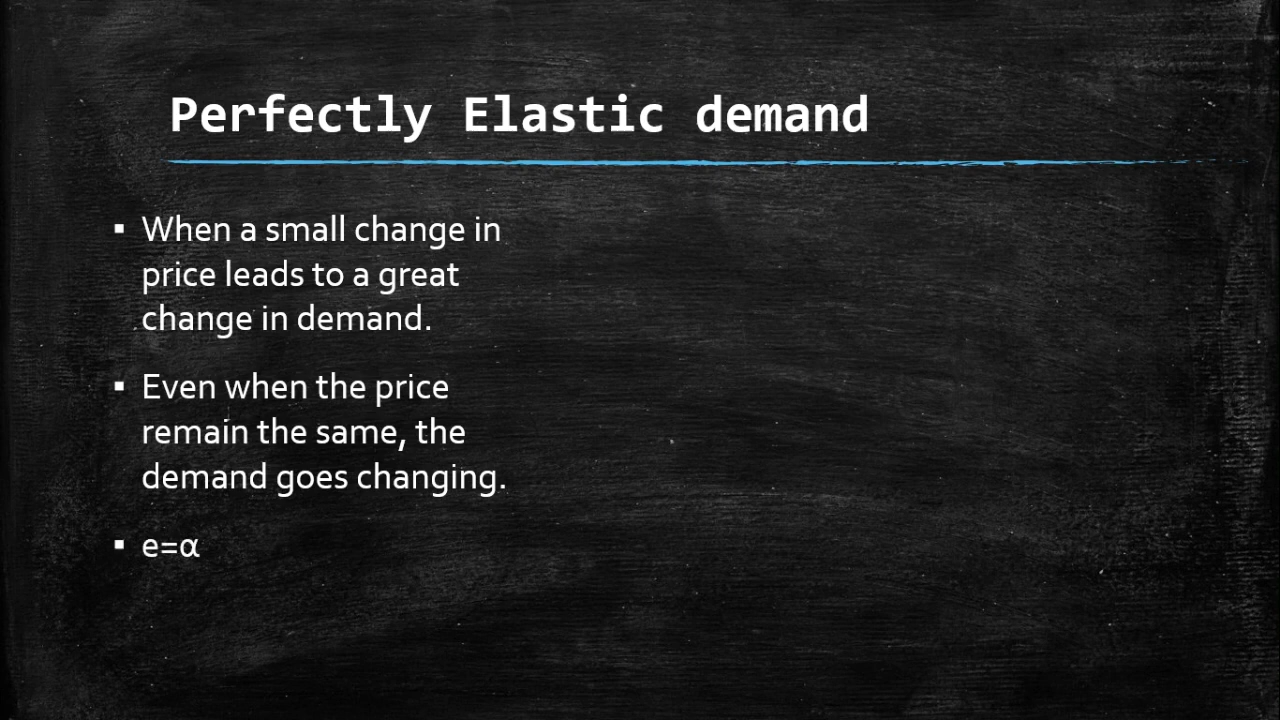 Perfectly Elastic demand
▪ When a small change in
price leads to a great
change in demand.
▪ Even when the price
remain the same, the
demand goes changing.
▪ e=α